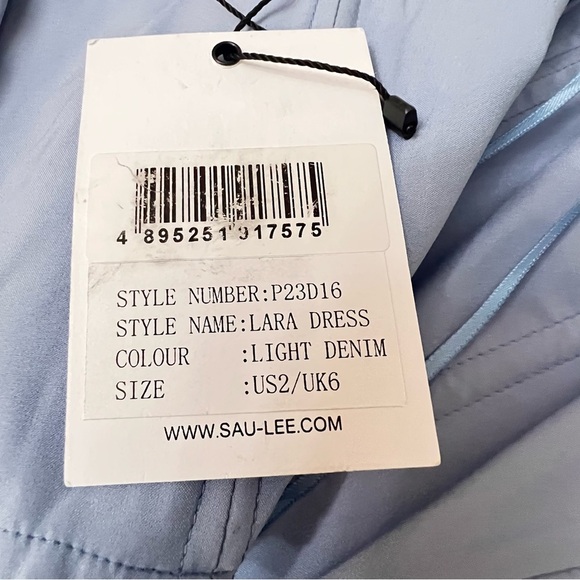 4 895251 917575
STYLE NUMBER:P23D16
STYLE NAME:LARA DRESS
COLOUR :LIGHT DENIM
SIZE :US2/UK6
WWW.SAU-LEE.COM